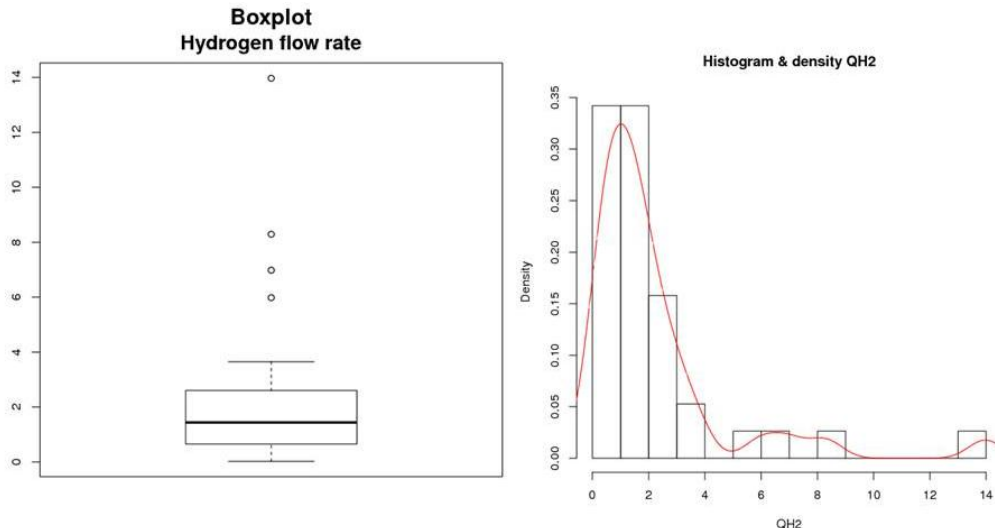 Boxplot
Hydrogen flow rate
14
12
10
8
6
4
2
0
Histogram & density QH2
0.35
0.30
0.25
0.20
0.15
0.10
0.05
0.00
Density
0 2 4 6 8 10 12 14
QH2